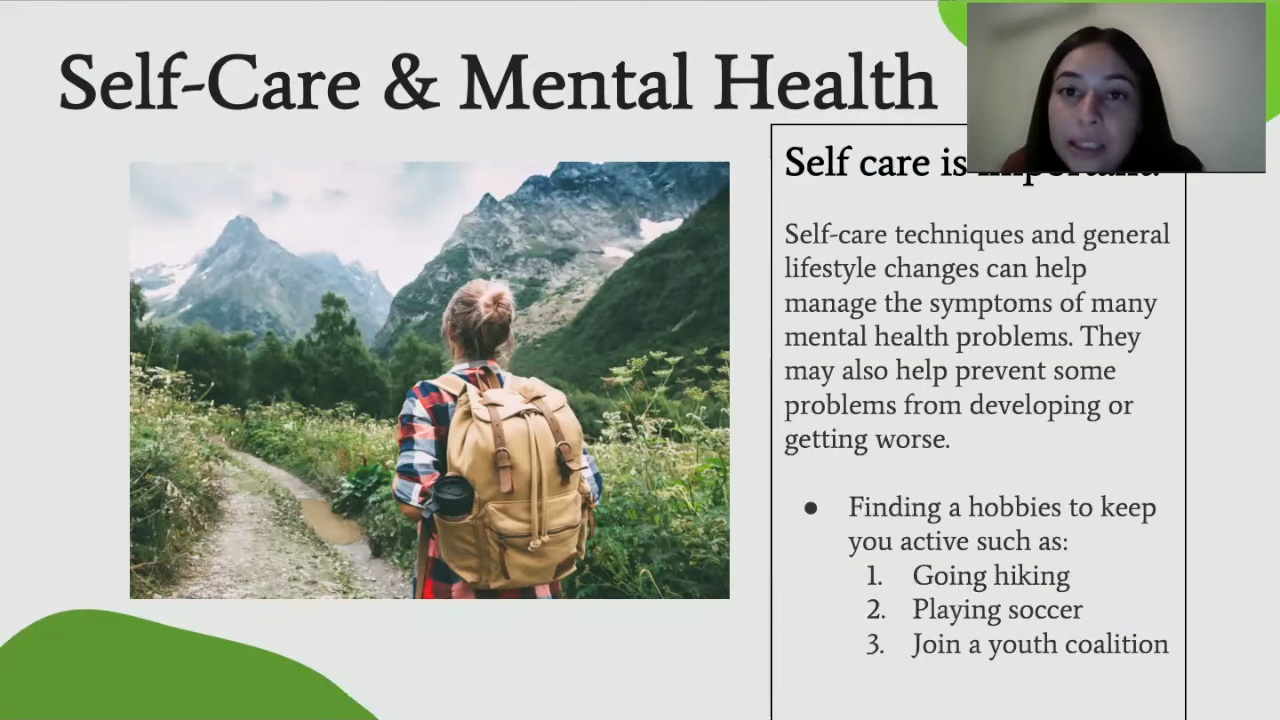 Self-Care & Mental Health
Self care is
Self-care techniques and general
lifestyle changes can help
manage the symptoms of many
mental health problems. They
may also help prevent some
problems from developing or
getting worse.
● Finding a hobbies to keep
you active such as:
1. Going hiking
2. Playing soccer
3. Join a youth coalition